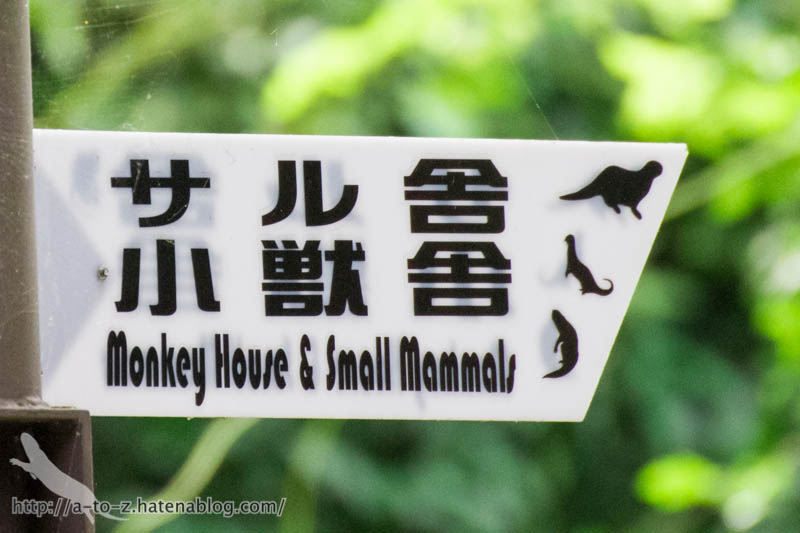 サル舎
小獣舎
Monkey House & Small Mammals
http://a-to-z.hatenablog.com/